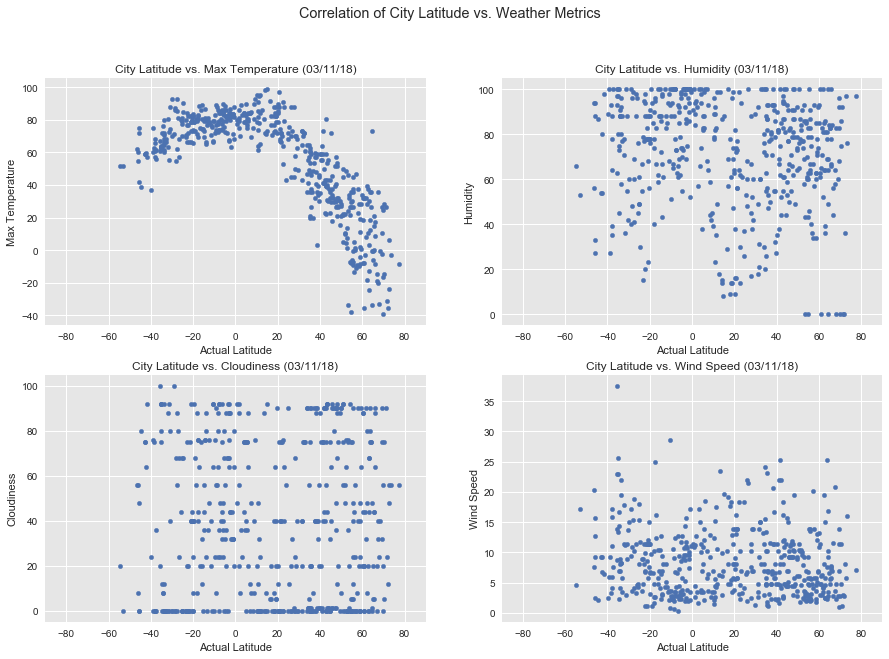 Correlation of City Latitude vs. Weather Metrics
City Latitude vs. Max Temperature (03/11/18)
Max Temperature
100
80
60
40
20
0
−20
−40
−80 −60 −40 −20 0 20 40 60 80
Actual Latitude
City Latitude vs. Humidity (03/11/18)
Humidity
100
80
60
40
20
0
−80 −60 −40 −20 0 20 40 60 80
Actual Latitude
City Latitude vs. Cloudiness (03/11/18)
Cloudiness
100
80
60
40
20
0
−80 −60 −40 −20 0 20 40 60 80
Actual Latitude
City Latitude vs. Wind Speed (03/11/18)
Wind Speed
35
30
25
20
15
10
5
0
−80 −60 −40 −20 0 20 40 60 80
Actual Latitude